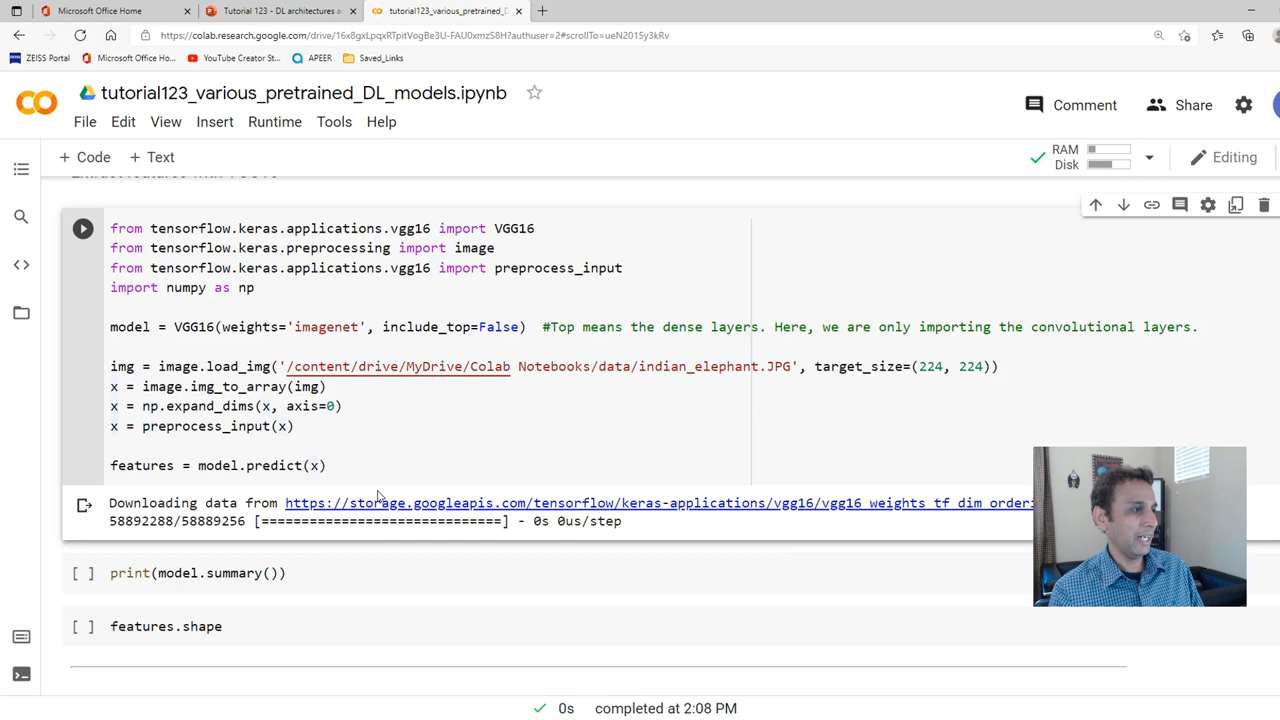 Microsoft Office Home
Tutorial 123 - DL architectures a
tutorial123_various_pretrained_D
https://colab.research.google.com/drive/16x8gxLpqxRTpitVogBe3U-FAU0xmzS8H?authuser=2#scrollTo=ueN2015y3kRv
ZEISS Portal
Microsoft Office Ho...
YouTube Creator St...
APEER
Saved_Links
tutorial123_various_pretrained_DL_models.ipynb
Comment
Share
File Edit View Insert Runtime Tools Help
+ Code + Text
RAM
Disk
Editing
from tensorflow.keras.applications.vgg16 import VGG16
from tensorflow.keras.preprocessing import image
from tensorflow.keras.applications.vgg16 import preprocess_input
import numpy as np
model = VGG16(weights='imagenet', include_top=False) #Top means the dense layers. Here, we are only importing the convolutional layers.
img = image.load_img('/content/drive/MyDrive/Colab Notebooks/data/indian_elephant.JPG', target_size=(224, 224))
x = image.img_to_array(img)
x = np.expand_dims(x, axis=0)
x = preprocess_input(x)
features = model.predict(x)
Downloading data from https://storage.googleapis.com/tensorflow/keras-applications/vgg16/vgg16_weights_tf_dim_orderi
58892288/58889256 [==============================] - 0s 0us/step
[ ] print(model.summary())
[ ] features.shape
0s completed at 2:08 PM